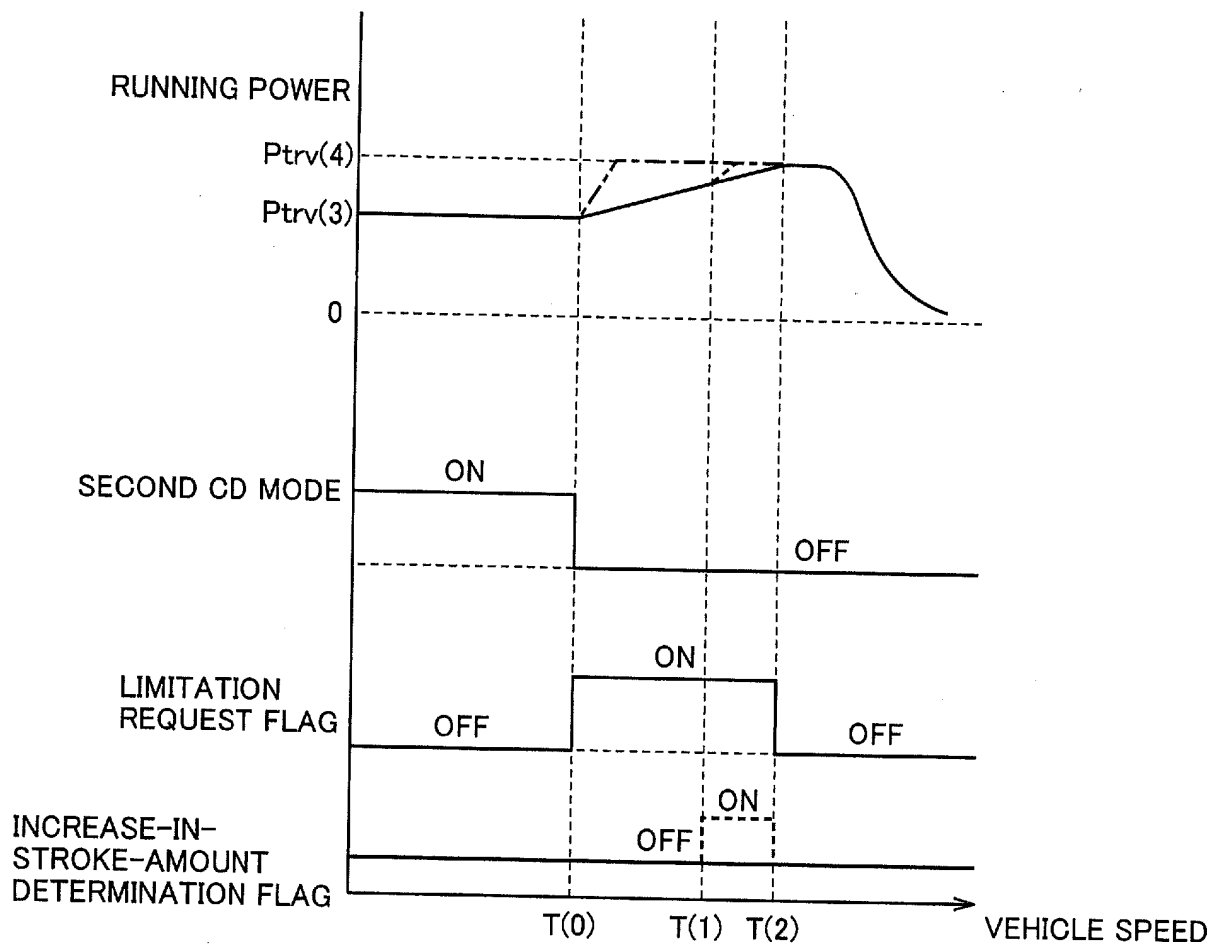 RUNNING POWER
Ptrv(4)
Ptrv(3)
0
ON
SECOND CD MODE
OFF
ON
LIMITATION
REQUEST FLAG
OFF
OFF
ON
INCREASE-IN-
STROKE-AMOUNT
DETERMINATION FLAG
OFF
T(0)
T(1)
T(2)
VEHICLE SPEED